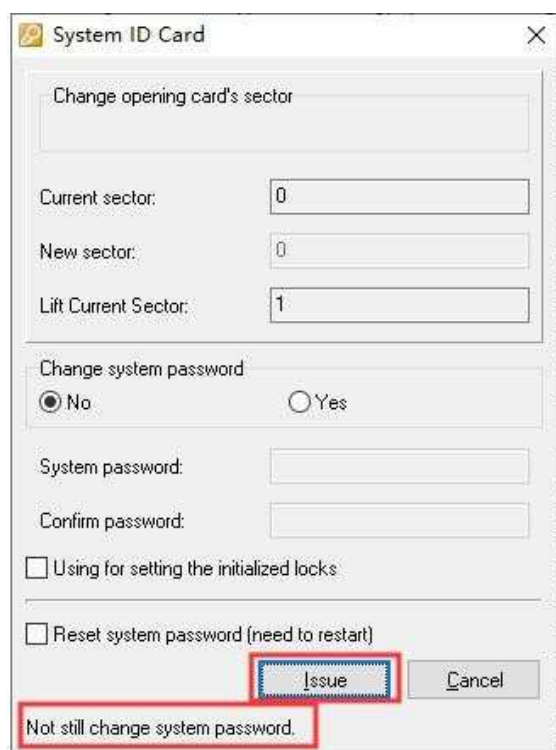 System ID Card
Change opening card's sector
Current sector: 0
New sector: 0
Lift Current Sector: 1
Change system password
No Yes
System password:
Confirm password:
Using for setting the initialized locks
Reset system password (need to restart)
Issue Cancel
Not still change system password.